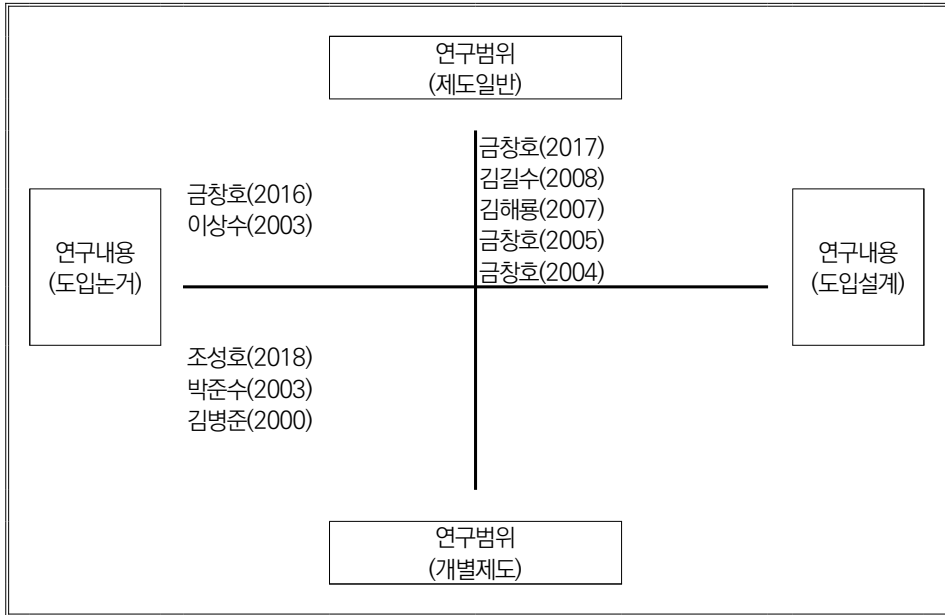 연구범위
(제도일반)
금창호(2017)
김길수(2008)
김해룡(2007)
금창호(2005)
금창호(2004)
금창호(2016)
이상수(2003)
연구내용
(도입논거)
연구내용
(도입설계)
조성호(2018)
박준수(2003)
김병준(2000)
연구범위
(개별제도)